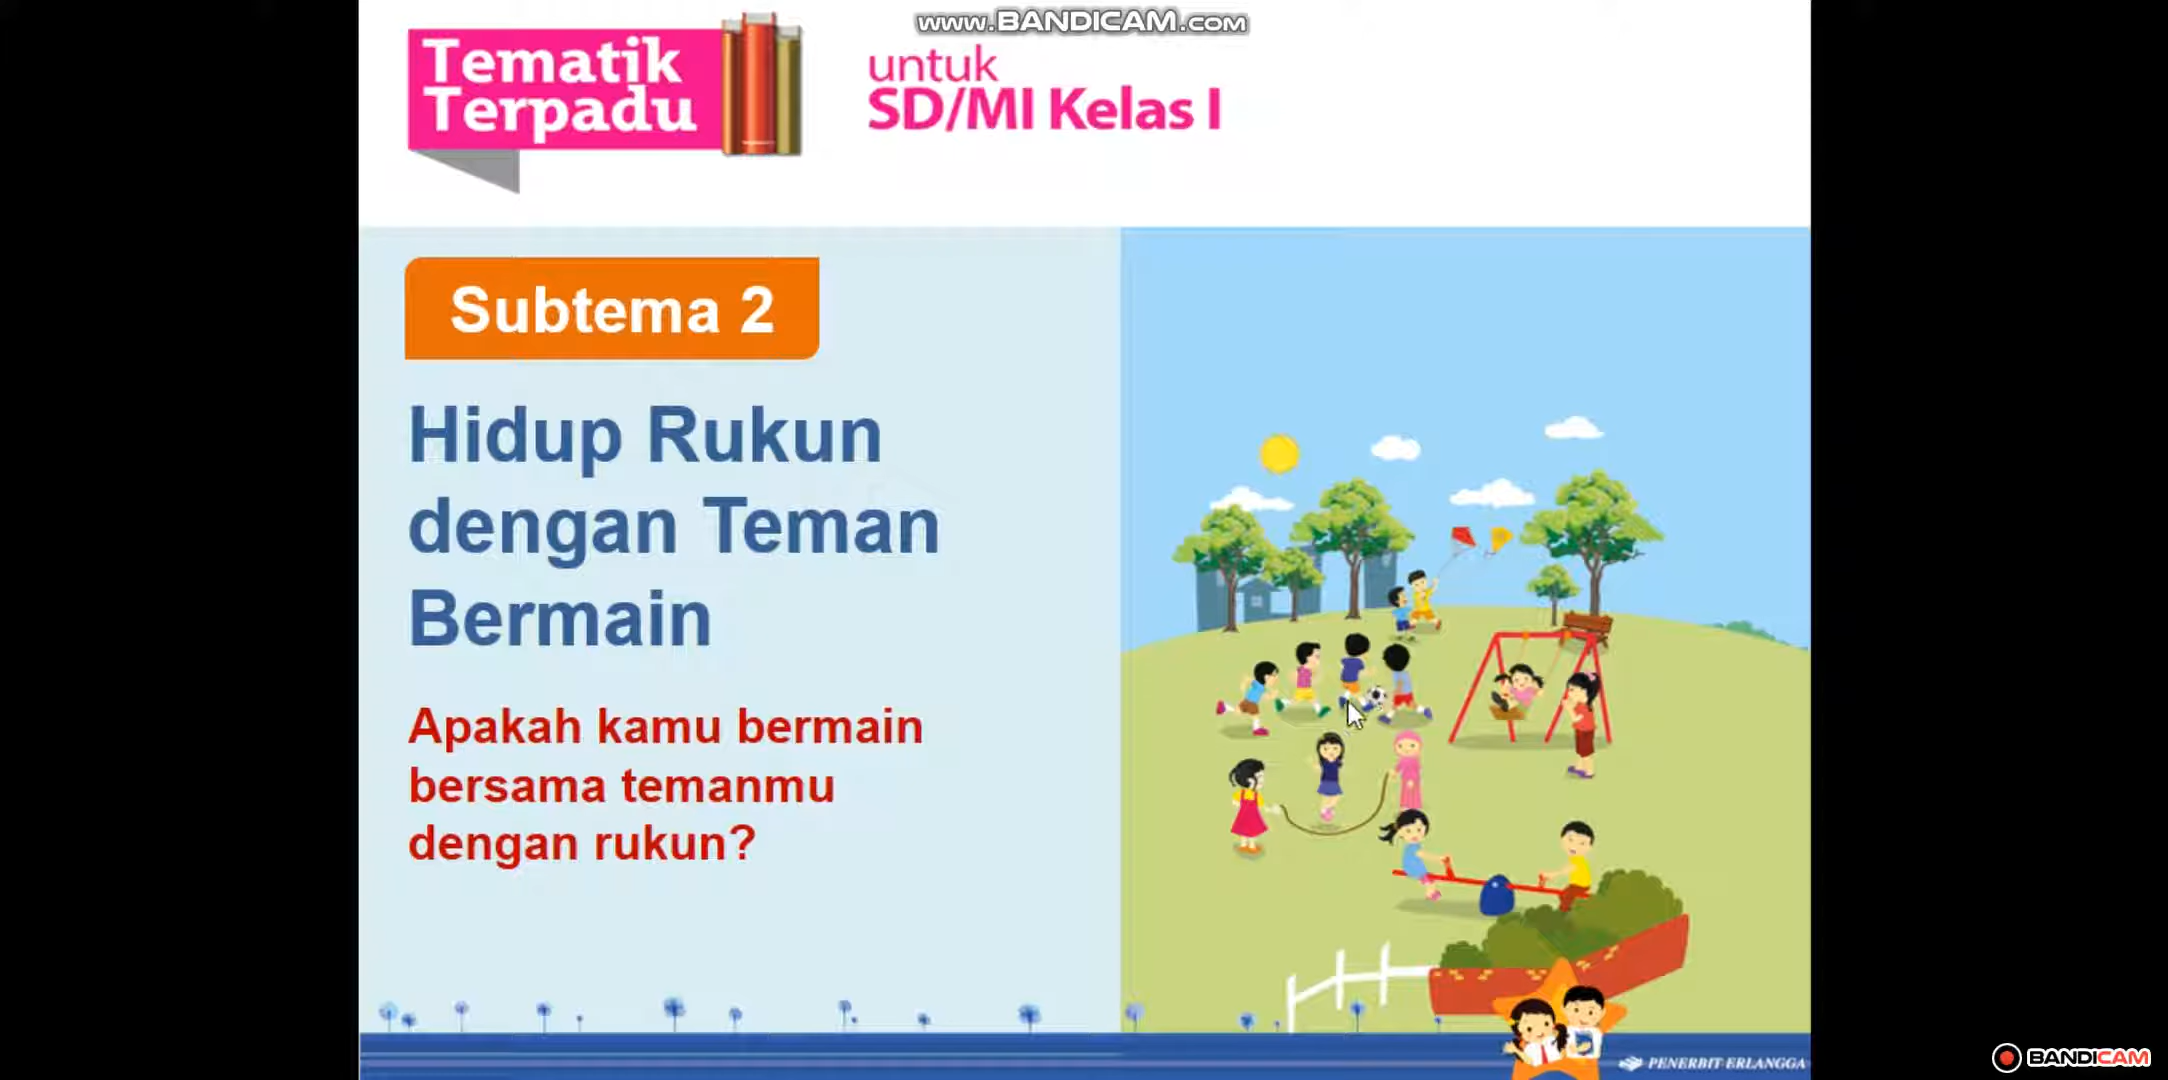 www.BANDICAM.com
Tematik
Terpadu
untuk
SD/MI Kelas I
Subtema 2
Hidup Rukun
dengan Teman
Bermain
Apakah kamu bermain
bersama temanmu
dengan rukun?
PENERBIT ERLANGGA
BANDICAM